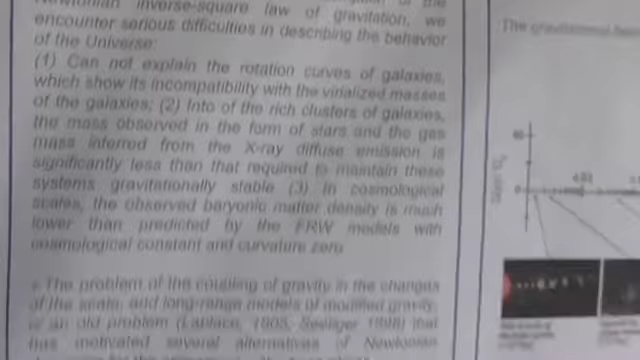 Newtonian inverse-square law of gravitation, we
encounter serious difficulties in describing the behavior
of the Universe:
(1) Can not explain the rotation curves of galaxies,
which show its incompatibility with the virialized masses
of the galaxies; (2) Into of the rich clusters of galaxies,
the mass observed in the form of stars and the gas
mass inferred from the X-ray diffuse emission is
significantly less than that required to maintain these
systems gravitationally stable (3) In cosmological
scales, the observed baryonic matter density is much
lower than predicted by the FRW models with
cosmological constant and curvature zero
The problem of the coupling of gravity in the changes
of the scale, and long-range models of modified gravity,
is an old problem (Laplace, Seeliger that
has motivated several alternatives of Newtonian
The gravitational